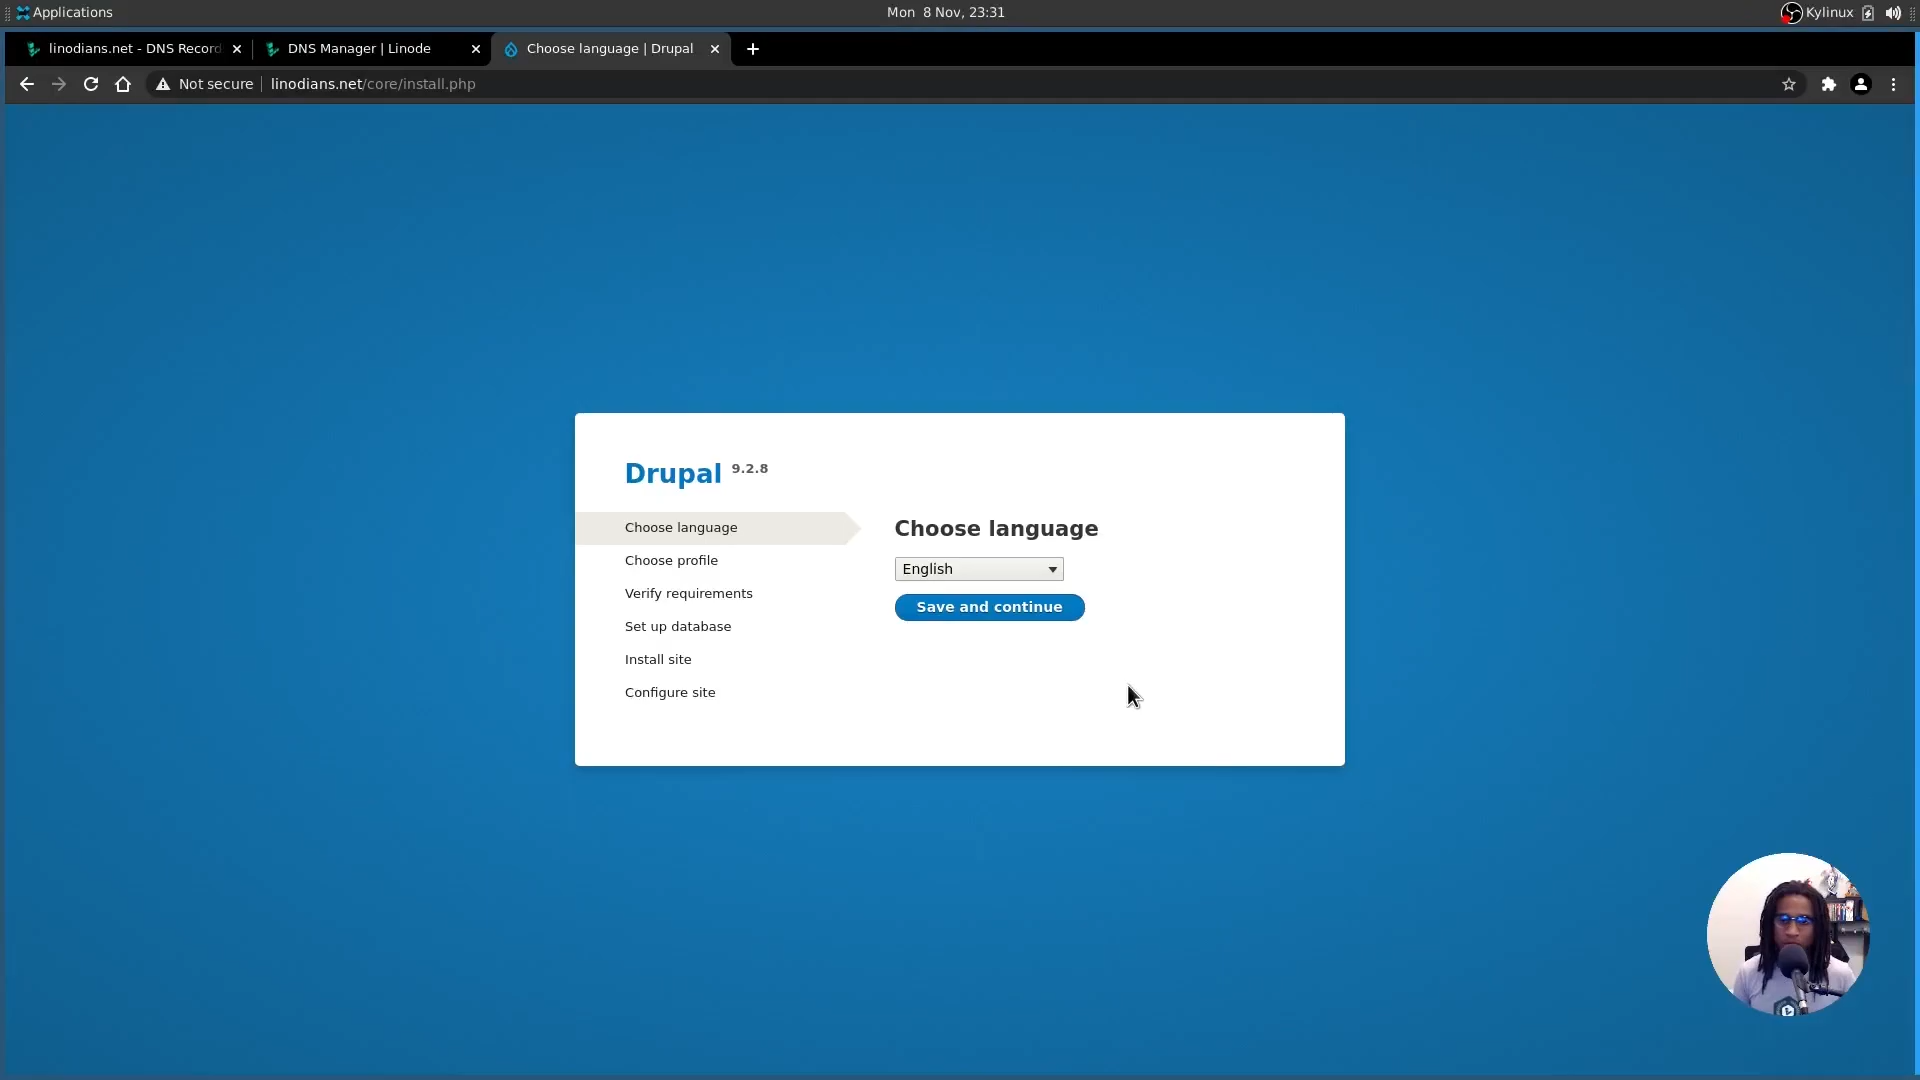 Applications
Mon 8 Nov, 23:31
Kylinux
linodians.net - DNS Record
DNS Manager | Linode
Choose language | Drupal
Not secure
linodians.net/core/install.php
Drupal 9.2.8
Choose language
Choose profile
Verify requirements
Set up database
Install site
Configure site
Choose language
English
Save and continue